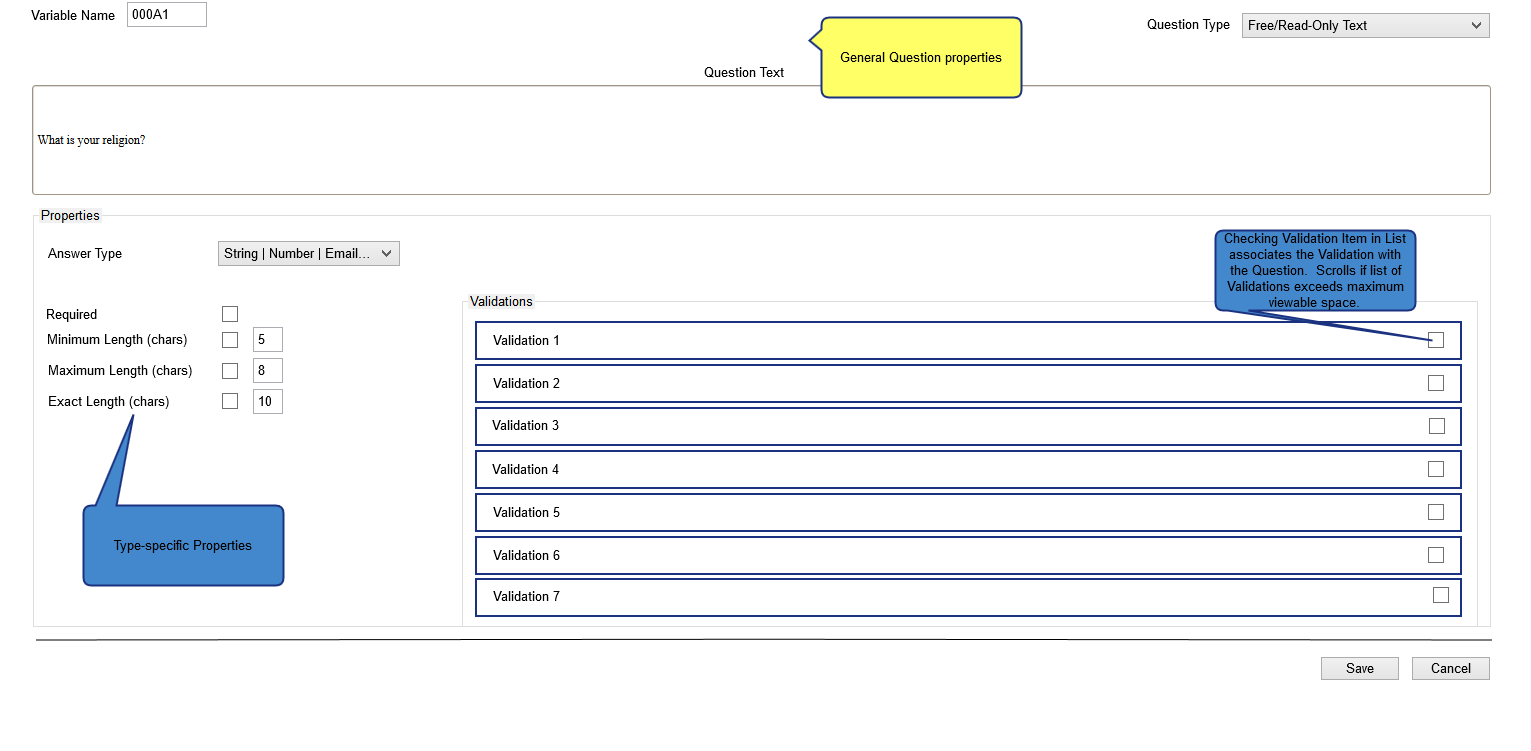 Variable Name 000A1
Question Type Free/Read-Only Text
General Question properties
Question Text
What is your religion?
Properties
Answer Type String | Number | Email...
Checking Validation Item in List
associates the Validation with
the Question. Scrolls if list of
Validations exceeds maximum
viewable space.
Required
Minimum Length (chars) 5
Maximum Length (chars) 8
Exact Length (chars) 10
Type-specific Properties
Validations
Validation 1
Validation 2
Validation 3
Validation 4
Validation 5
Validation 6
Validation 7
Save Cancel